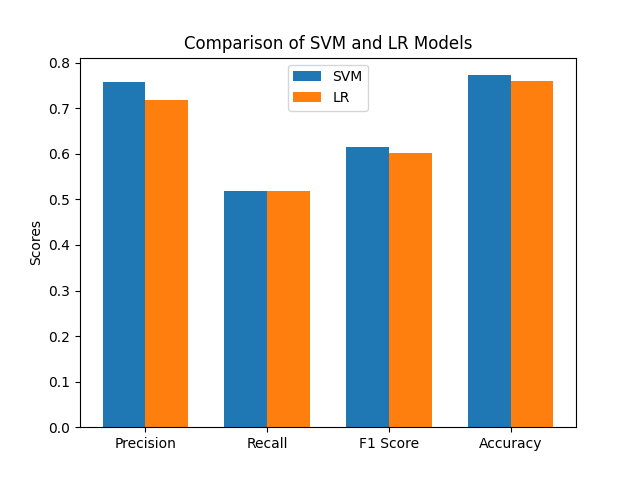 Comparison of SVM and LR Models
SVM
LR
Scores
0.8
0.7
0.6
0.5
0.4
0.3
0.2
0.1
0.0
Precision Recall F1 Score Accuracy